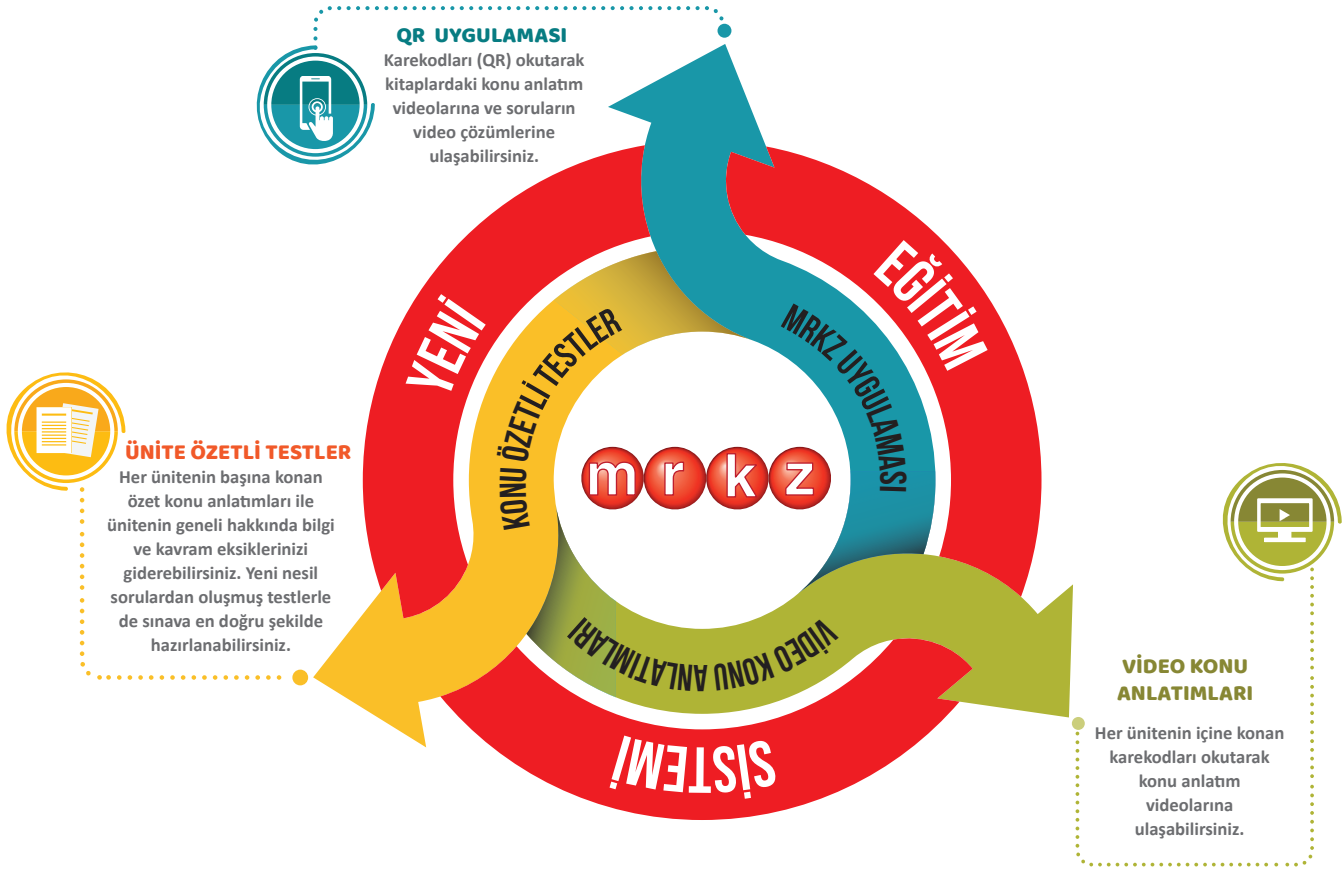 QR UYGULAMASI
Karekodları (QR) okutarak
kitaplardaki konu anlatım
videolarına ve soruların
video çözümlerine
ulaşabilirsiniz.
YENİ
EĞİTİM
SİSTEMİ
KONU ÖZETLİ TESTLER
MRKZ UYGULAMASI
VİDEO KONU ANLATIMLARI
mrkz
ÜNİTE ÖZETLİ TESTLER
Her ünitenin başına konan
özet konu anlatımları ile
ünitenin geneli hakkında bilgi
ve kavram eksiklerinizi
giderebilirsiniz. Yeni nesil
sorulardan oluşmuş testlerle
de sınava en doğru şekilde
hazırlanabilirsiniz.
VİDEO KONU
ANLATIMLARI
Her ünitenin içine konan
karekodları okutarak
konu anlatım
videolarına
ulaşabilirsiniz.